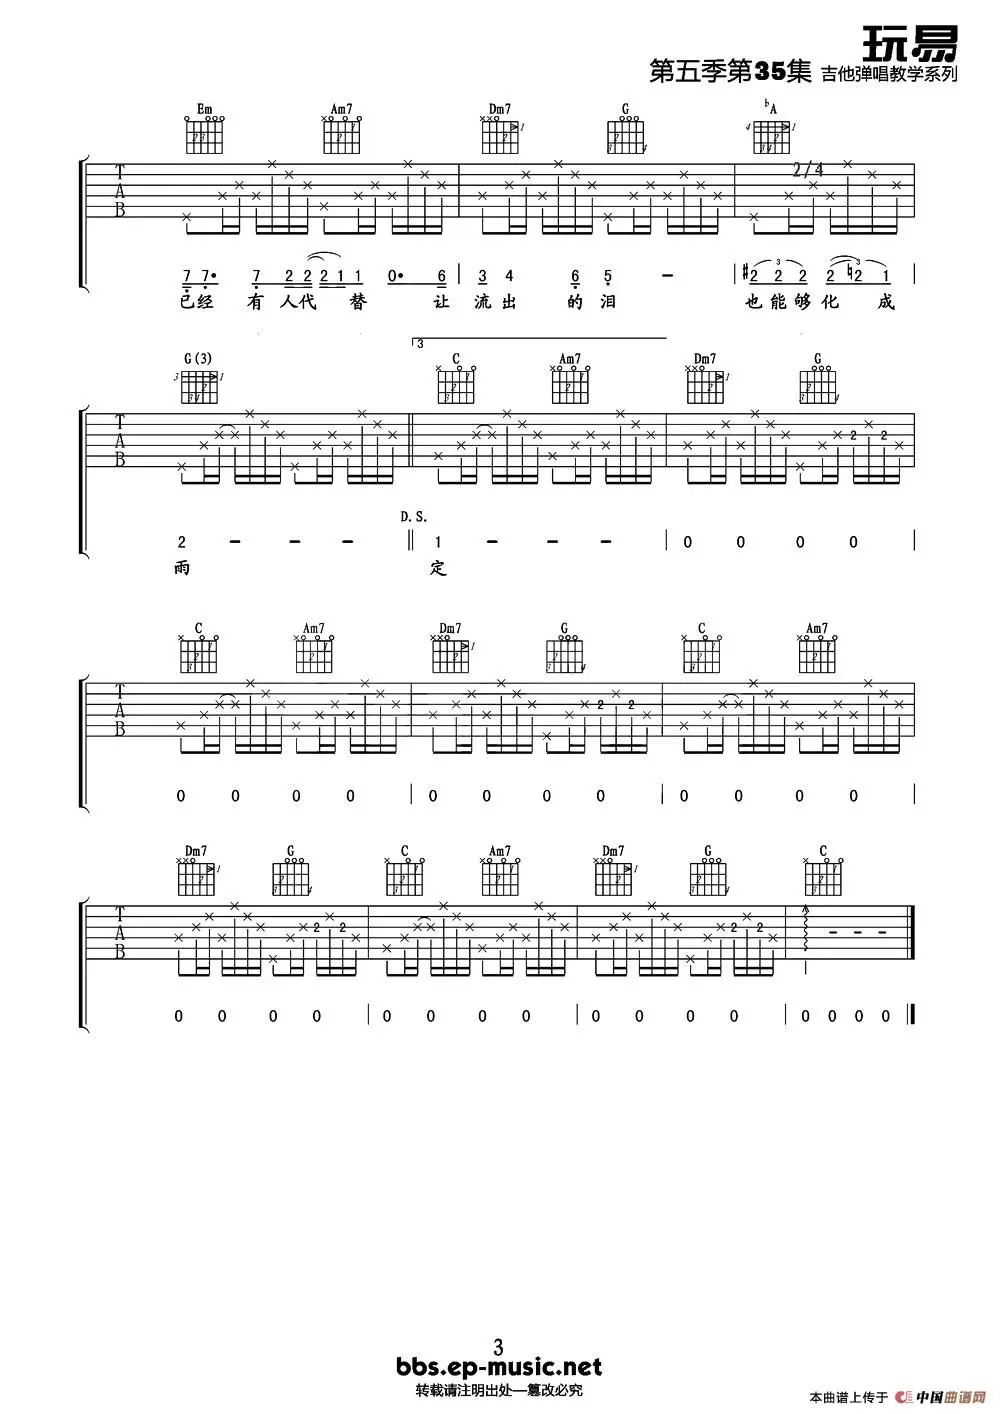 玩易
第五季第35集 吉他弹唱教学系列
Em Am7 Dm7 G ♭A
4 1
2/4
T
A
B
7 7• 7 2 2 2 1 1 0• 6 3 4 6 5 - #2 2 2 2 ♮2 1
3 3
已经 有 人代 替 让 流出 的 泪 也能够化 成
3
G(3) C Am7 Dm7 G
T
A
B
2 2
D.S.
2 - - - 1 - - - 0 0 0 0
雨 定
C Am7 Dm7 G C Am7
T
A
B
2 2
0 0 0 0 0 0 0 0 0 0 0 0
Dm7 G C Am7 Dm7 G C
T
A
B
2 2 2 2 - - -
0 0 0 0 0 0 0 0 0 0 0 0 0 0 0 0
3
bbs.ep-music.net
转载请注明出处—篡改必究
本曲谱上传于 中国曲谱网